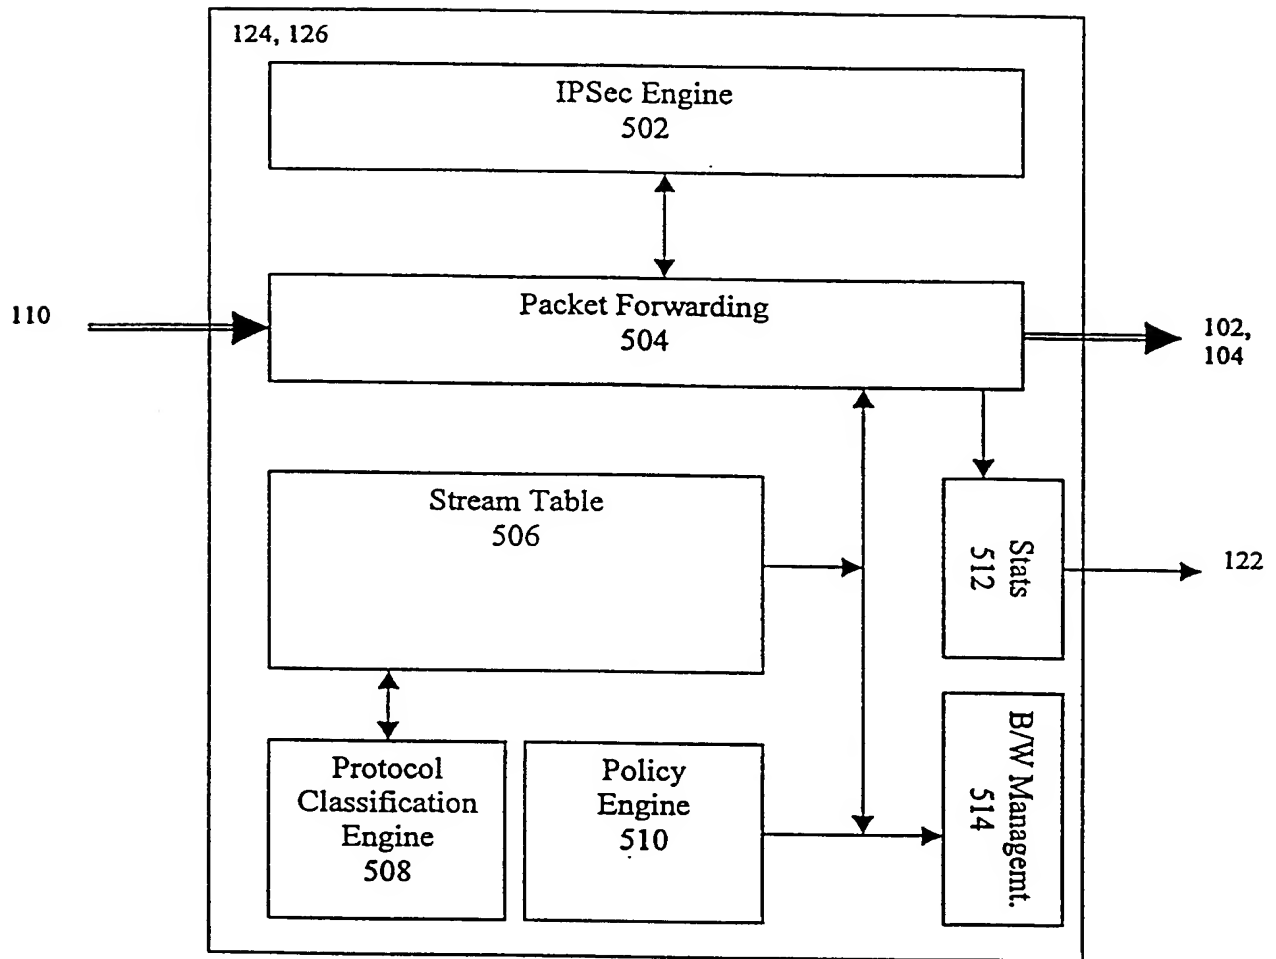 124, 126
IPSec Engine
502
Packet Forwarding
504
110
102,
104
Stream Table
506
Stats
512
122
Protocol
Classification
Engine
508
Policy
Engine
510
B/W Managemt.
514